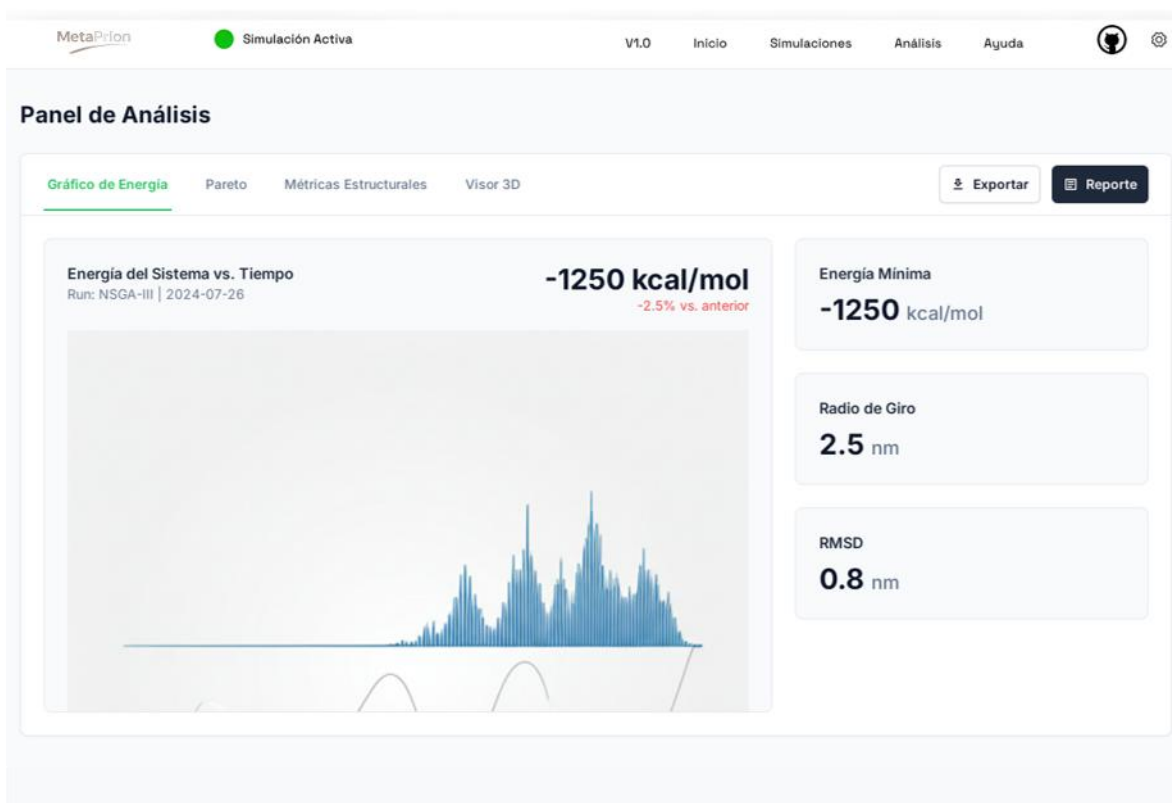 MetaPrion
Simulación Activa
V1.0
Inicio
Simulaciones
Análisis
Ayuda
Panel de Análisis
Gráfico de Energía
Pareto
Métricas Estructurales
Visor 3D
Exportar
Reporte
Energía del Sistema vs. Tiempo
Run: NSGA-III | 2024-07-26
-1250 kcal/mol
-2.5% vs. anterior
Energía Mínima
-1250 kcal/mol
Radio de Giro
2.5 nm
RMSD
0.8 nm